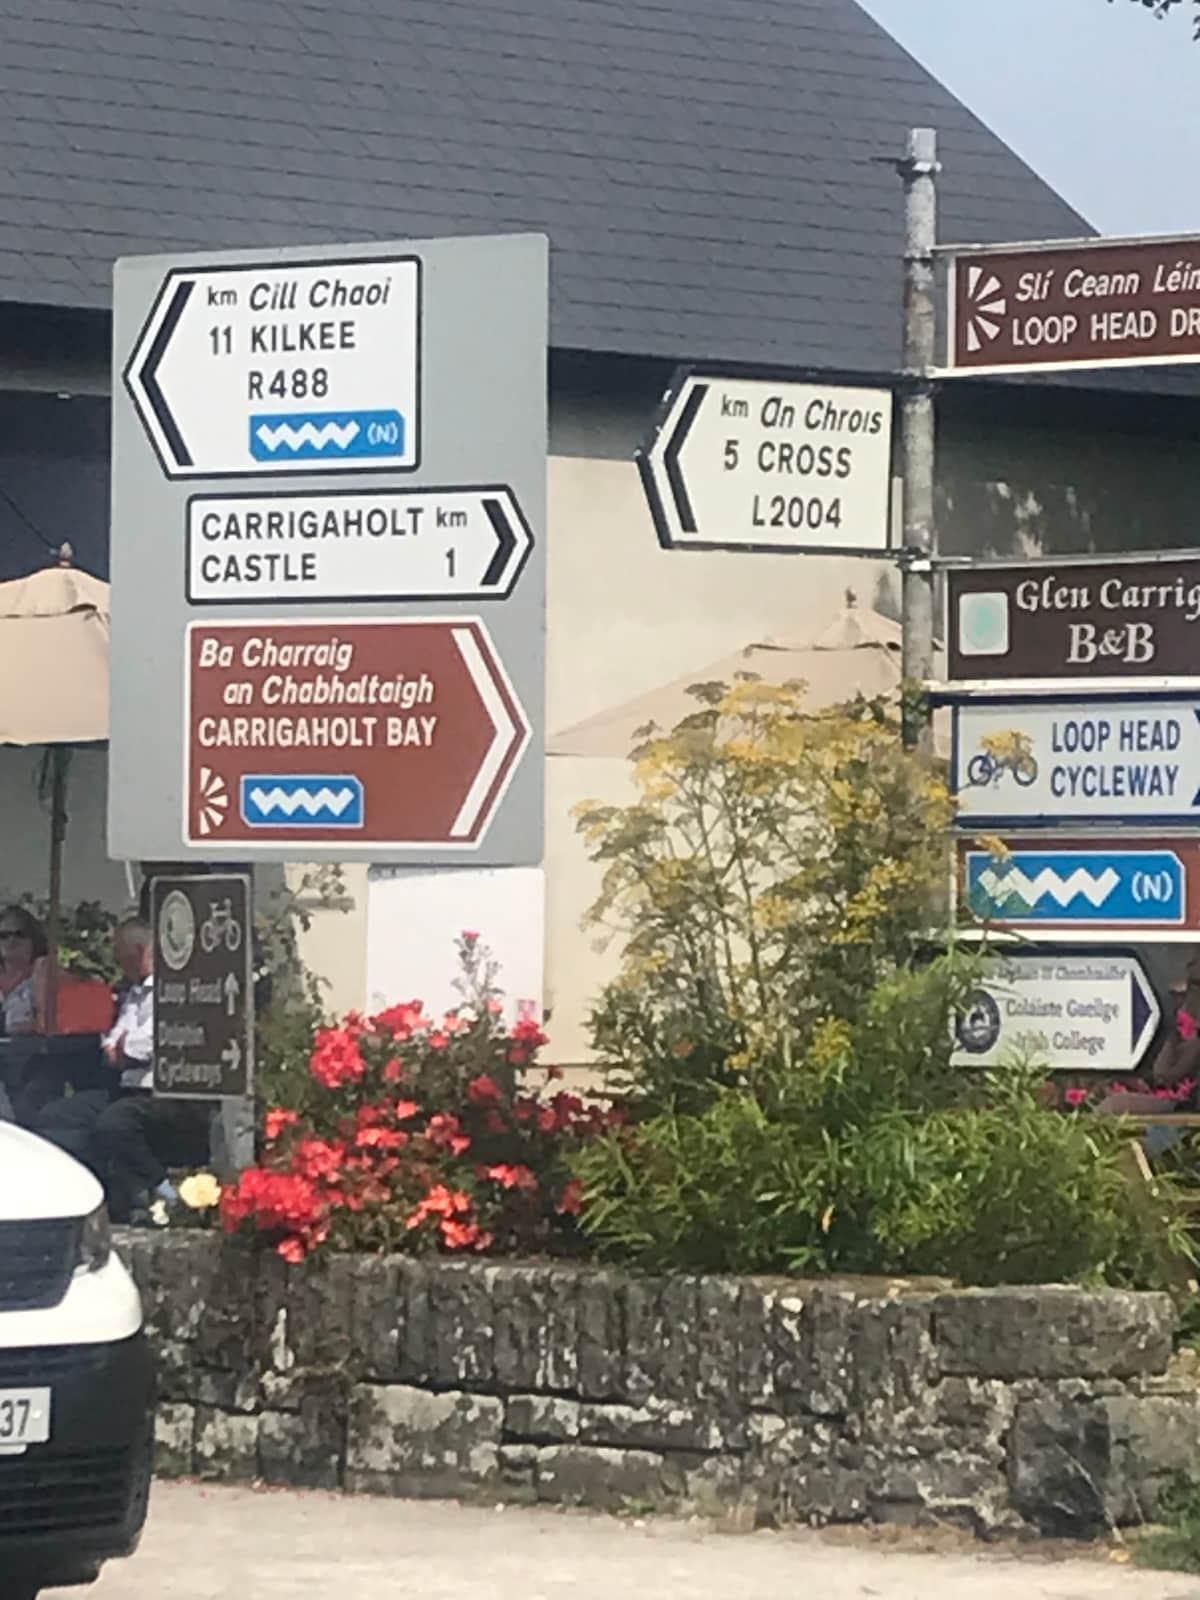 km Cill Chaoi
11 KILKEE
R488
(N)
CARRIGAHOLT km
CASTLE 1
Ba Charraig
an Chabhaltaigh
CARRIGAHOLT BAY
Loop Head
Dolphin
Cycleways
km An Chrois
5 CROSS
L2004
Slí Ceann Léim
LOOP HEAD DR
Glen Carrig
B&B
LOOP HEAD
CYCLEWAY
(N)
Coláiste Gaeilge
Irish College
37